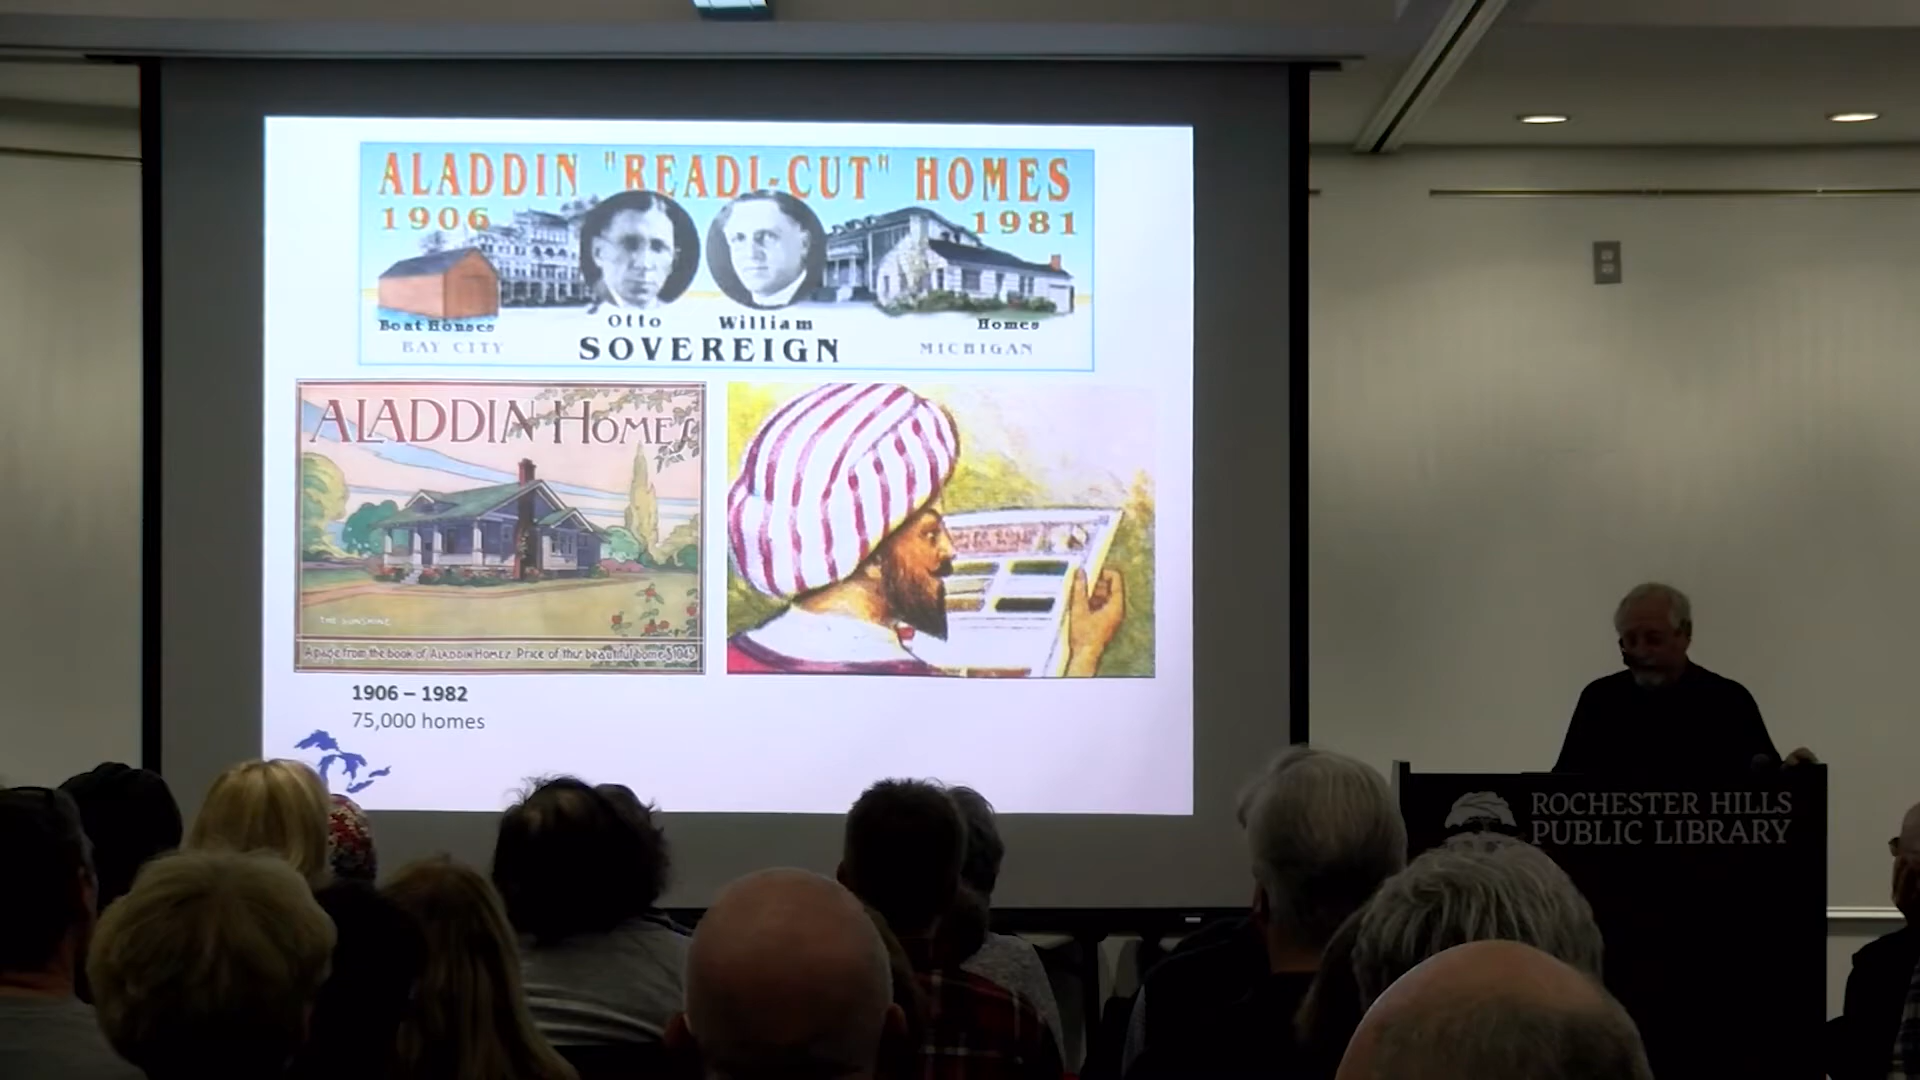 ALADDIN "READI-CUT" HOMES
1906
1981
Otto
William
Boat Houses
Homes
BAY CITY
SOVEREIGN
MICHIGAN
ALADDIN HOMES
THE SUNSHINE
A page from the book of ALADDIN HOMES. Price of this beautiful home $1045
1906 – 1982
75,000 homes
ROCHESTER HILLS
PUBLIC LIBRARY